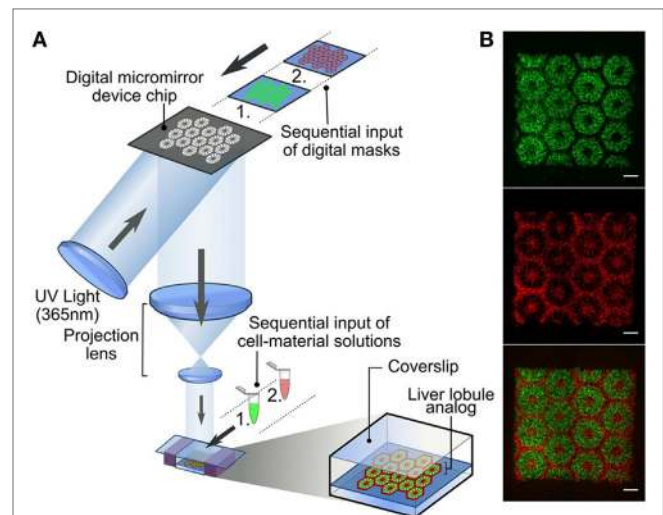 A
B
Digital micromirror
device chip
2.
1.
Sequential input
of digital masks
UV Light
(365nm)
Projection
lens
Sequential input of
cell-material solutions
2.
1.
Coverslip
Liver lobule
analog